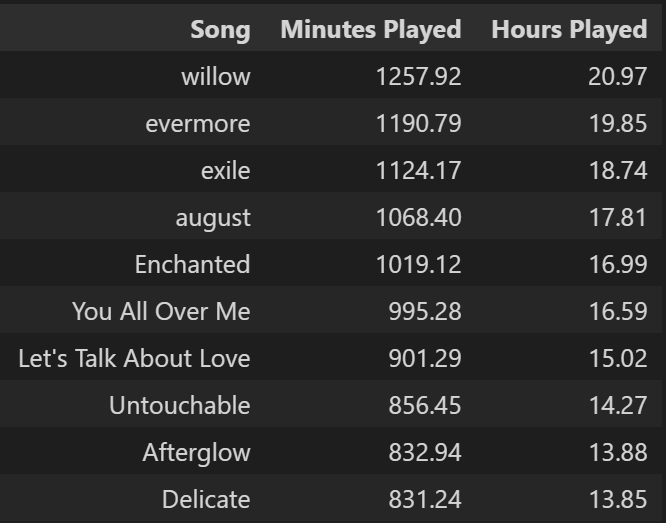 Song Minutes Played Hours Played
willow 1257.92 20.97
evermore 1190.79 19.85
exile 1124.17 18.74
august 1068.40 17.81
Enchanted 1019.12 16.99
You All Over Me 995.28 16.59
Let's Talk About Love 901.29 15.02
Untouchable 856.45 14.27
Afterglow 832.94 13.88
Delicate 831.24 13.85